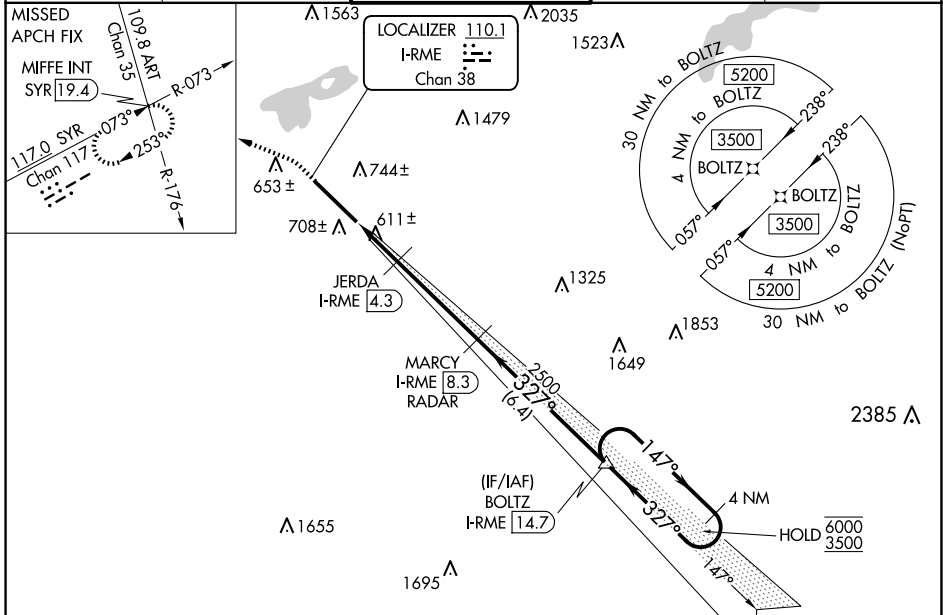 MISSED
APCH FIX
MIFFE INT
SYR 19.4
109.8 ART
Chan 35
R-073
073°
253°
117.0 SYR
Chan 117
R-176
1563
2035
1523
LOCALIZER 110.1
I-RME
Chan 38
1479
653 ±
744 ±
708 ±
611 ±
30 NM to BOLTZ
5200
4 NM to BOLTZ
3500
BOLTZ
238°
057°
238°
BOLTZ
3500
057°
4 NM to BOLTZ
5200
30 NM to BOLTZ (NoPT)
JERDA
I-RME 4.3
1325
1853
1649
MARCY
I-RME 8.3
RADAR
2500
327°
(6.4)
2385
147°
(IF/IAF)
BOLTZ
I-RME 14.7
4 NM
327°
HOLD 6000
3500
147°
1655
1695